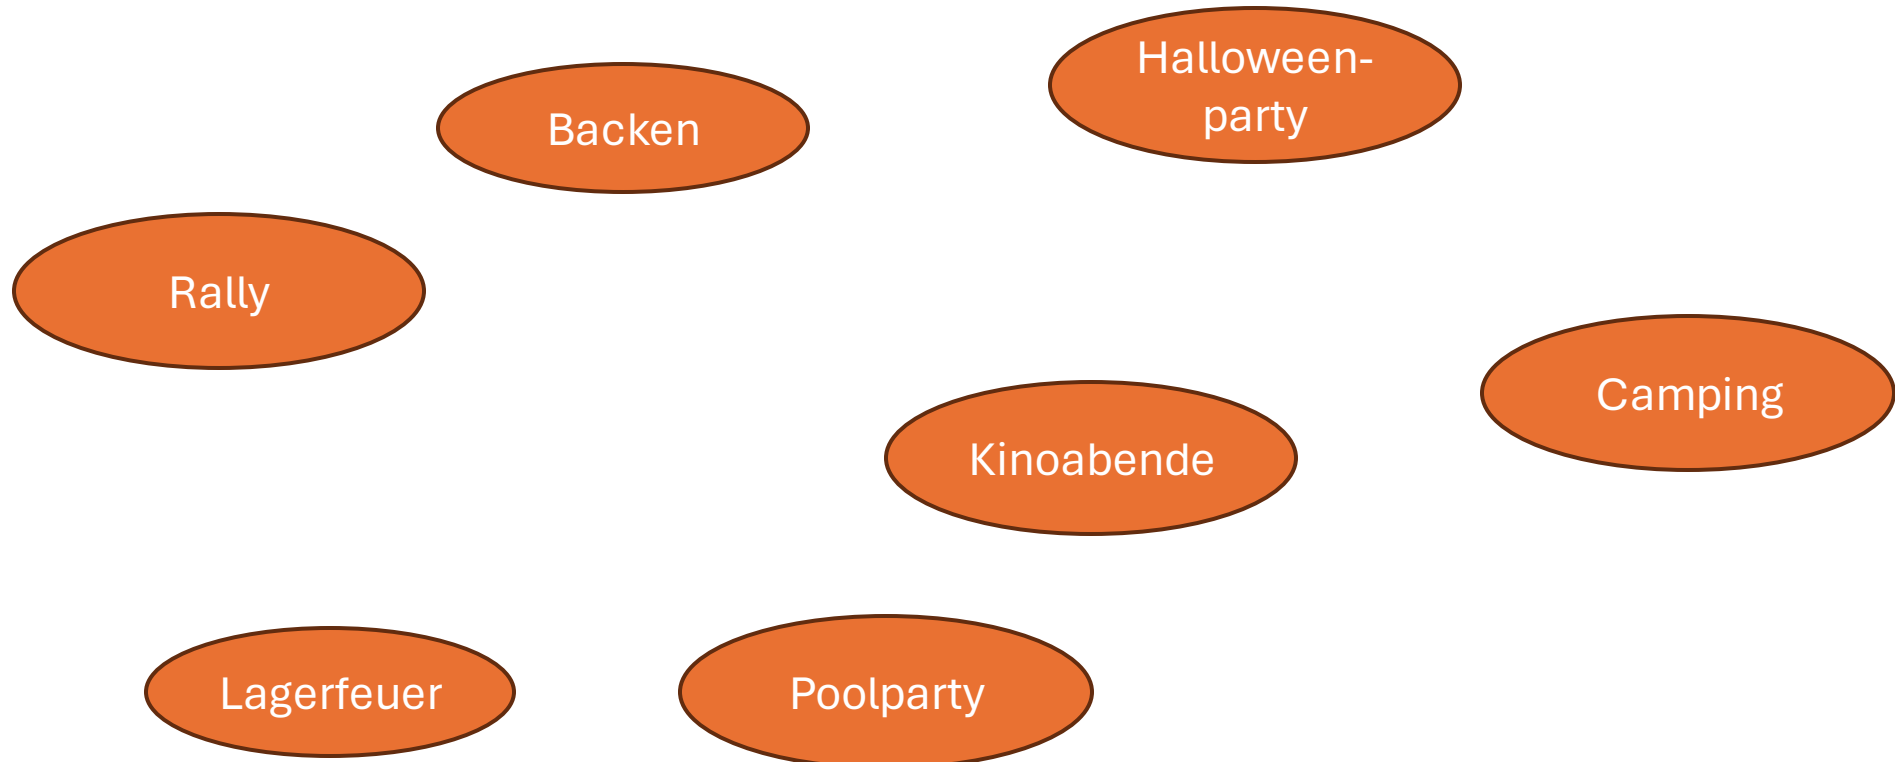 Halloween-
party
Backen
Rally
Camping
Kinoabende
Lagerfeuer
Poolparty